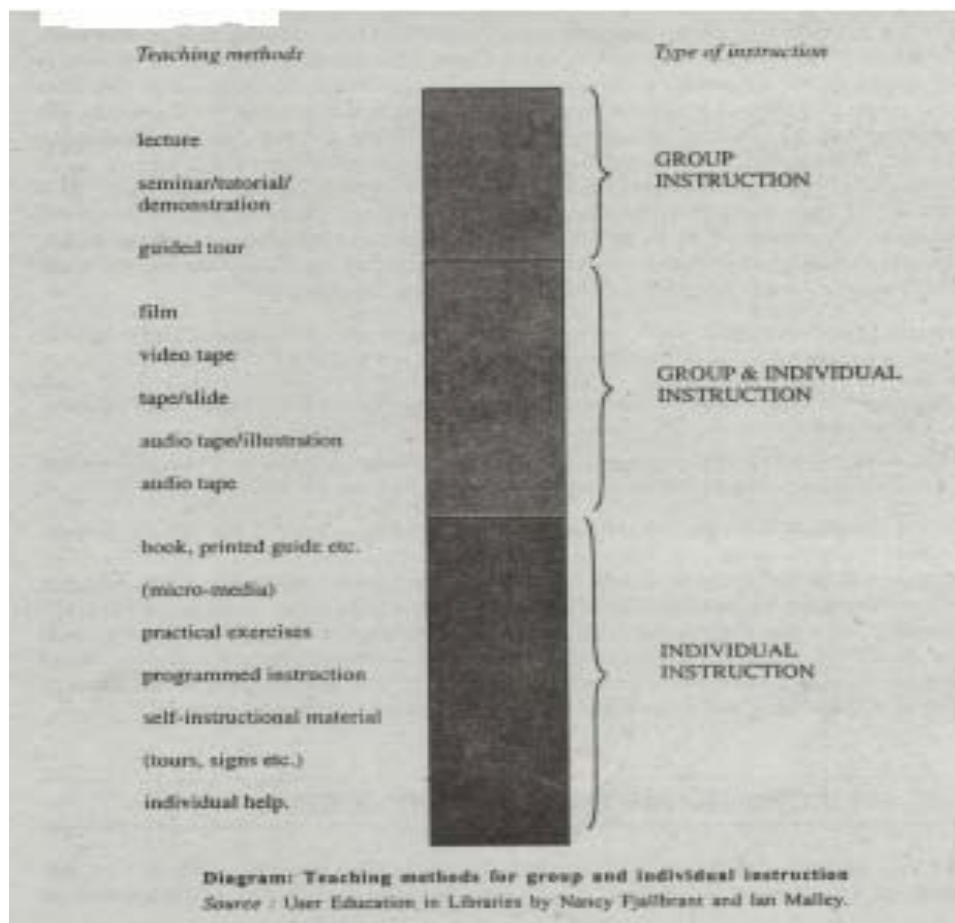 Teaching methods
Type of instruction
lecture
seminar/tutorial/
demonstration
guided tour
GROUP
INSTRUCTION
film
video tape
tape/slide
audio tape/illustration
audio tape
GROUP & INDIVIDUAL
INSTRUCTION
book, printed guide etc.
(micro-media)
practical exercises
programmed instruction
self-instructional material
(tours, signs etc.)
individual help.
INDIVIDUAL
INSTRUCTION
Diagram: Teaching methods for group and individual instruction
Source : User Education in Libraries by Nancy Fjallbrant and Ian Malley.